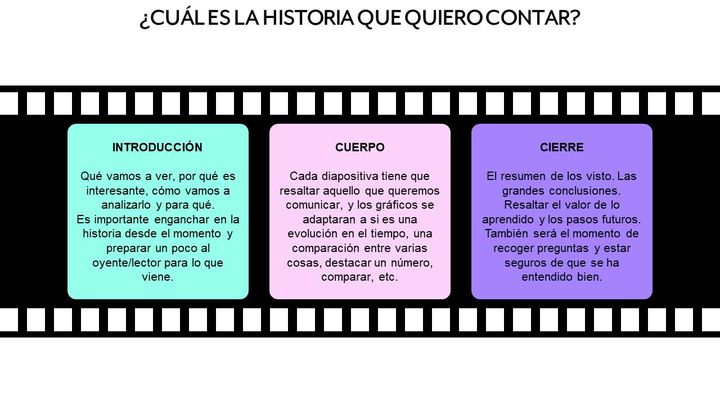 ¿CUÁL ES LA HISTORIA QUE QUIERO CONTAR?
INTRODUCCIÓN
Qué vamos a ver, por qué es
interesante, cómo vamos a
analizarlo y para qué.
Es importante enganchar en la
historia desde el momento y
preparar un poco al
oyente/lector para lo que
viene.
CUERPO
Cada diapositiva tiene que
resaltar aquello que queremos
comunicar, y los gráficos se
adaptaran a si es una
evolución en el tiempo, una
comparación entre varias
cosas, destacar un número,
comparar, etc.
CIERRE
El resumen de los visto. Las
grandes conclusiones.
Resaltar el valor de lo
aprendido y los pasos futuros.
También será el momento de
recoger preguntas y estar
seguros de que se ha
entendido bien.